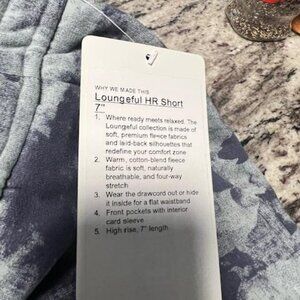 WHY WE MADE THIS
Loungeful HR Short
7"
1. Where ready meets relaxed. The
Loungeful collection is made of
soft, premium fleece fabrics
and laid-back silhouettes that
redefine your comfort zone
2. Warm, cotton-blend fleece
fabric is soft, naturally
breathable, and four-way
stretch
3. Wear the drawcord out or hide
it inside for a flat waistband
4. Front pockets with interior
card sleeve
5. High rise, 7" length